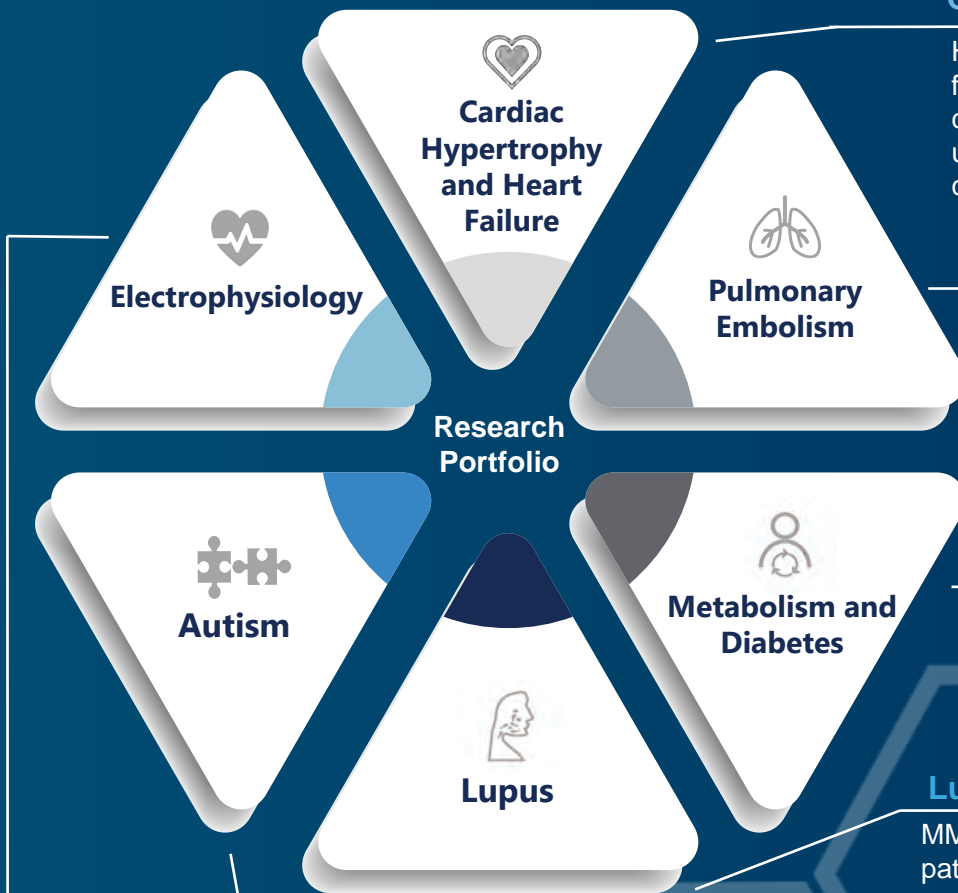 Cardiac
Hypertrophy
and Heart
Failure
Electrophysiology
Pulmonary
Embolism
Research
Portfolio
Autism
Metabolism and
Diabetes
Lupus